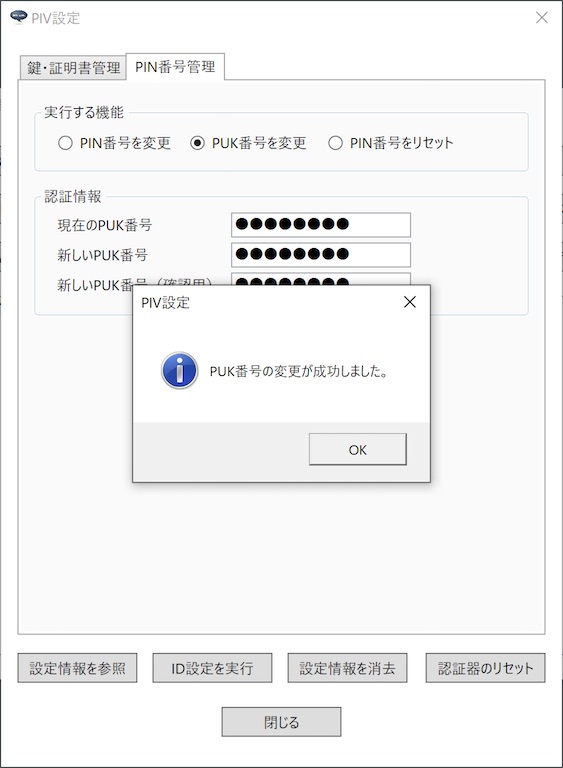 PIV設定
鍵・証明書管理
PIN番号管理
実行する機能
PIN番号を変更
PUK番号を変更
PIN番号をリセット
認証情報
現在のPUK番号
●●●●●●●●
新しいPUK番号
●●●●●●●●
新しいPUK番号（確認用）
●●●●●●●●
PIV設定
PUK番号の変更が成功しました。
OK
設定情報を参照
ID設定を実行
設定情報を消去
認証器のリセット
閉じる